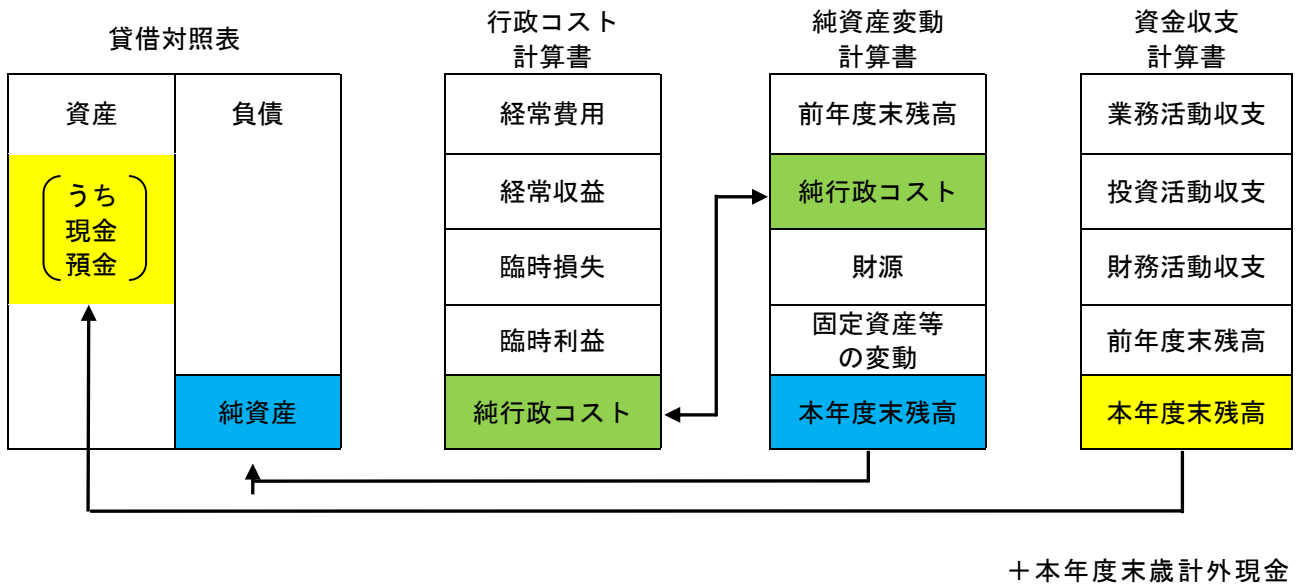 貸借対照表
資産
負債
うち
現金
預金
純資産
行政コスト
計算書
経常費用
経常収益
臨時損失
臨時利益
純行政コスト
純資産変動
計算書
前年度末残高
純行政コスト
財源
固定資産等
の変動
本年度末残高
資金収支
計算書
業務活動収支
投資活動収支
財務活動収支
前年度末残高
本年度末残高
＋本年度末歳計外現金